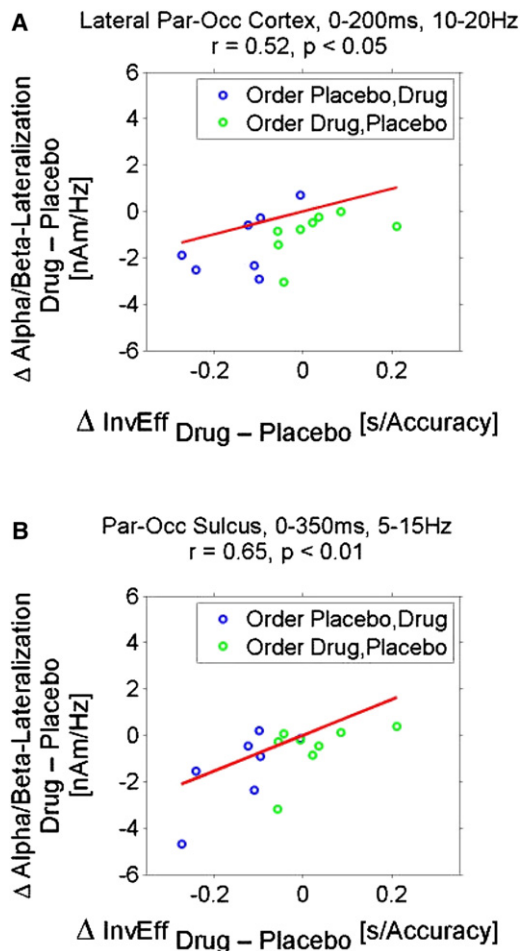 A
Lateral Par-Occ Cortex, 0-200ms, 10-20Hz
r = 0.52, p < 0.05
Δ Alpha/Beta-Lateralization
Drug – Placebo
[nAm/Hz]
6
4
2
0
-2
-4
-6
Order Placebo,Drug
Order Drug,Placebo
-0.2 0 0.2
Δ InvEff Drug – Placebo [s/Accuracy]
B
Par-Occ Sulcus, 0-350ms, 5-15Hz
r = 0.65, p < 0.01
Δ Alpha/Beta-Lateralization
Drug – Placebo
[nAm/Hz]
6
4
2
0
-2
-4
-6
Order Placebo,Drug
Order Drug,Placebo
-0.2 0 0.2
Δ InvEff Drug – Placebo [s/Accuracy]